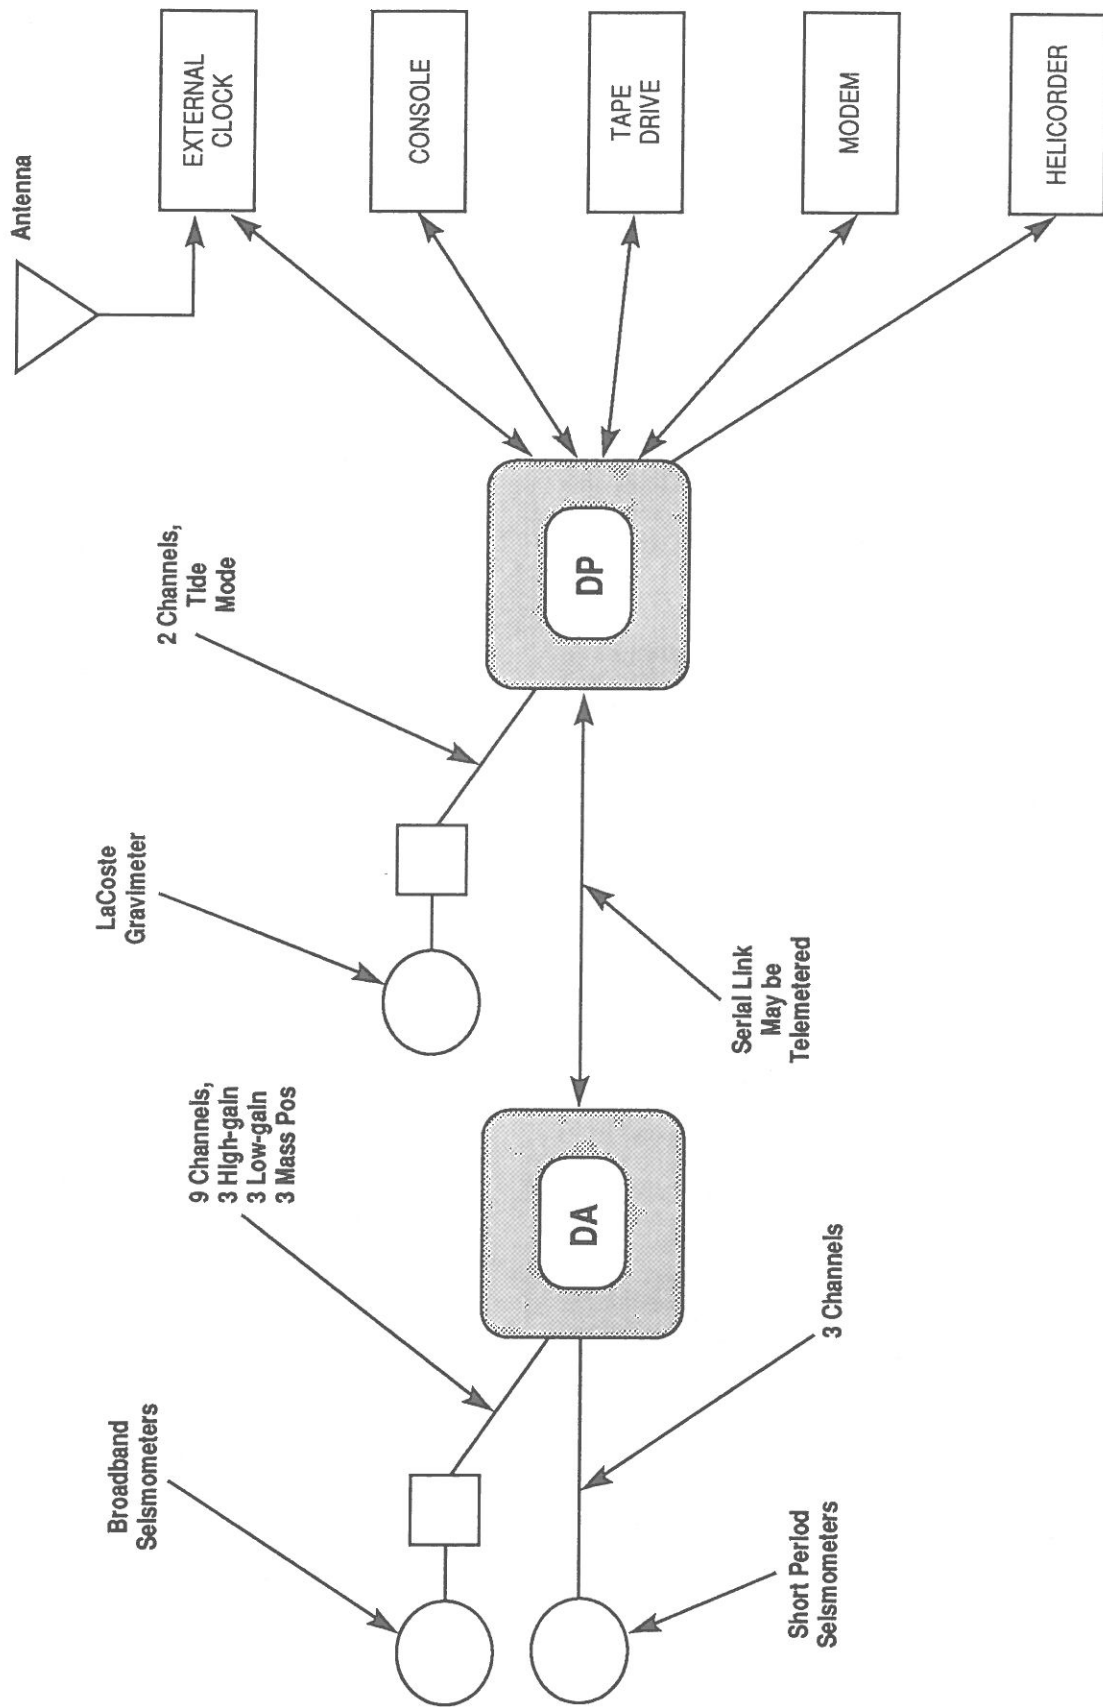 Antenna
EXTERNAL
CLOCK
CONSOLE
TAPE
DRIVE
MODEM
HELICORDER
2 Channels,
Tide
Mode
DP
LaCoste
Gravimeter
Serial Link
May be
Telemetered
9 Channels,
3 High-gain
3 Low-gain
3 Mass Pos
DA
3 Channels
Broadband
Seismometers
Short Period
Seismometers